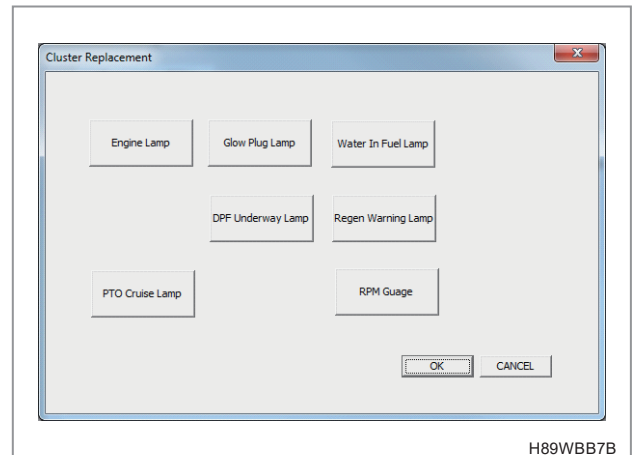 Cluster Replacement
Engine Lamp
Glow Plug Lamp
Water In Fuel Lamp
DPF Underway Lamp
Regen Warning Lamp
PTO Cruise Lamp
RPM Guage
OK
CANCEL
H89WBB7B